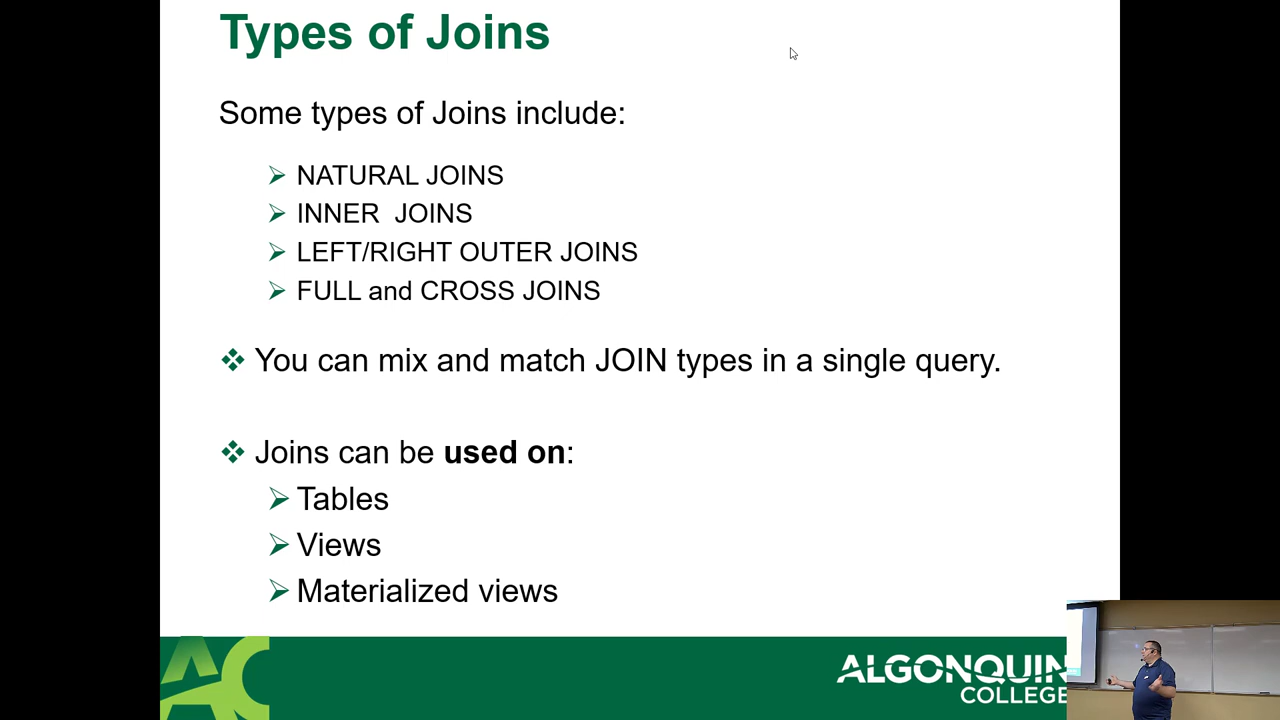 Types of Joins
Some types of Joins include:
NATURAL JOINS
INNER  JOINS
LEFT/RIGHT OUTER JOINS
FULL and CROSS JOINS
You can mix and match JOIN types in a single query.
Joins can be used on:
Tables
Views
Materialized views
AC
ALGONQUIN
COLLEGE